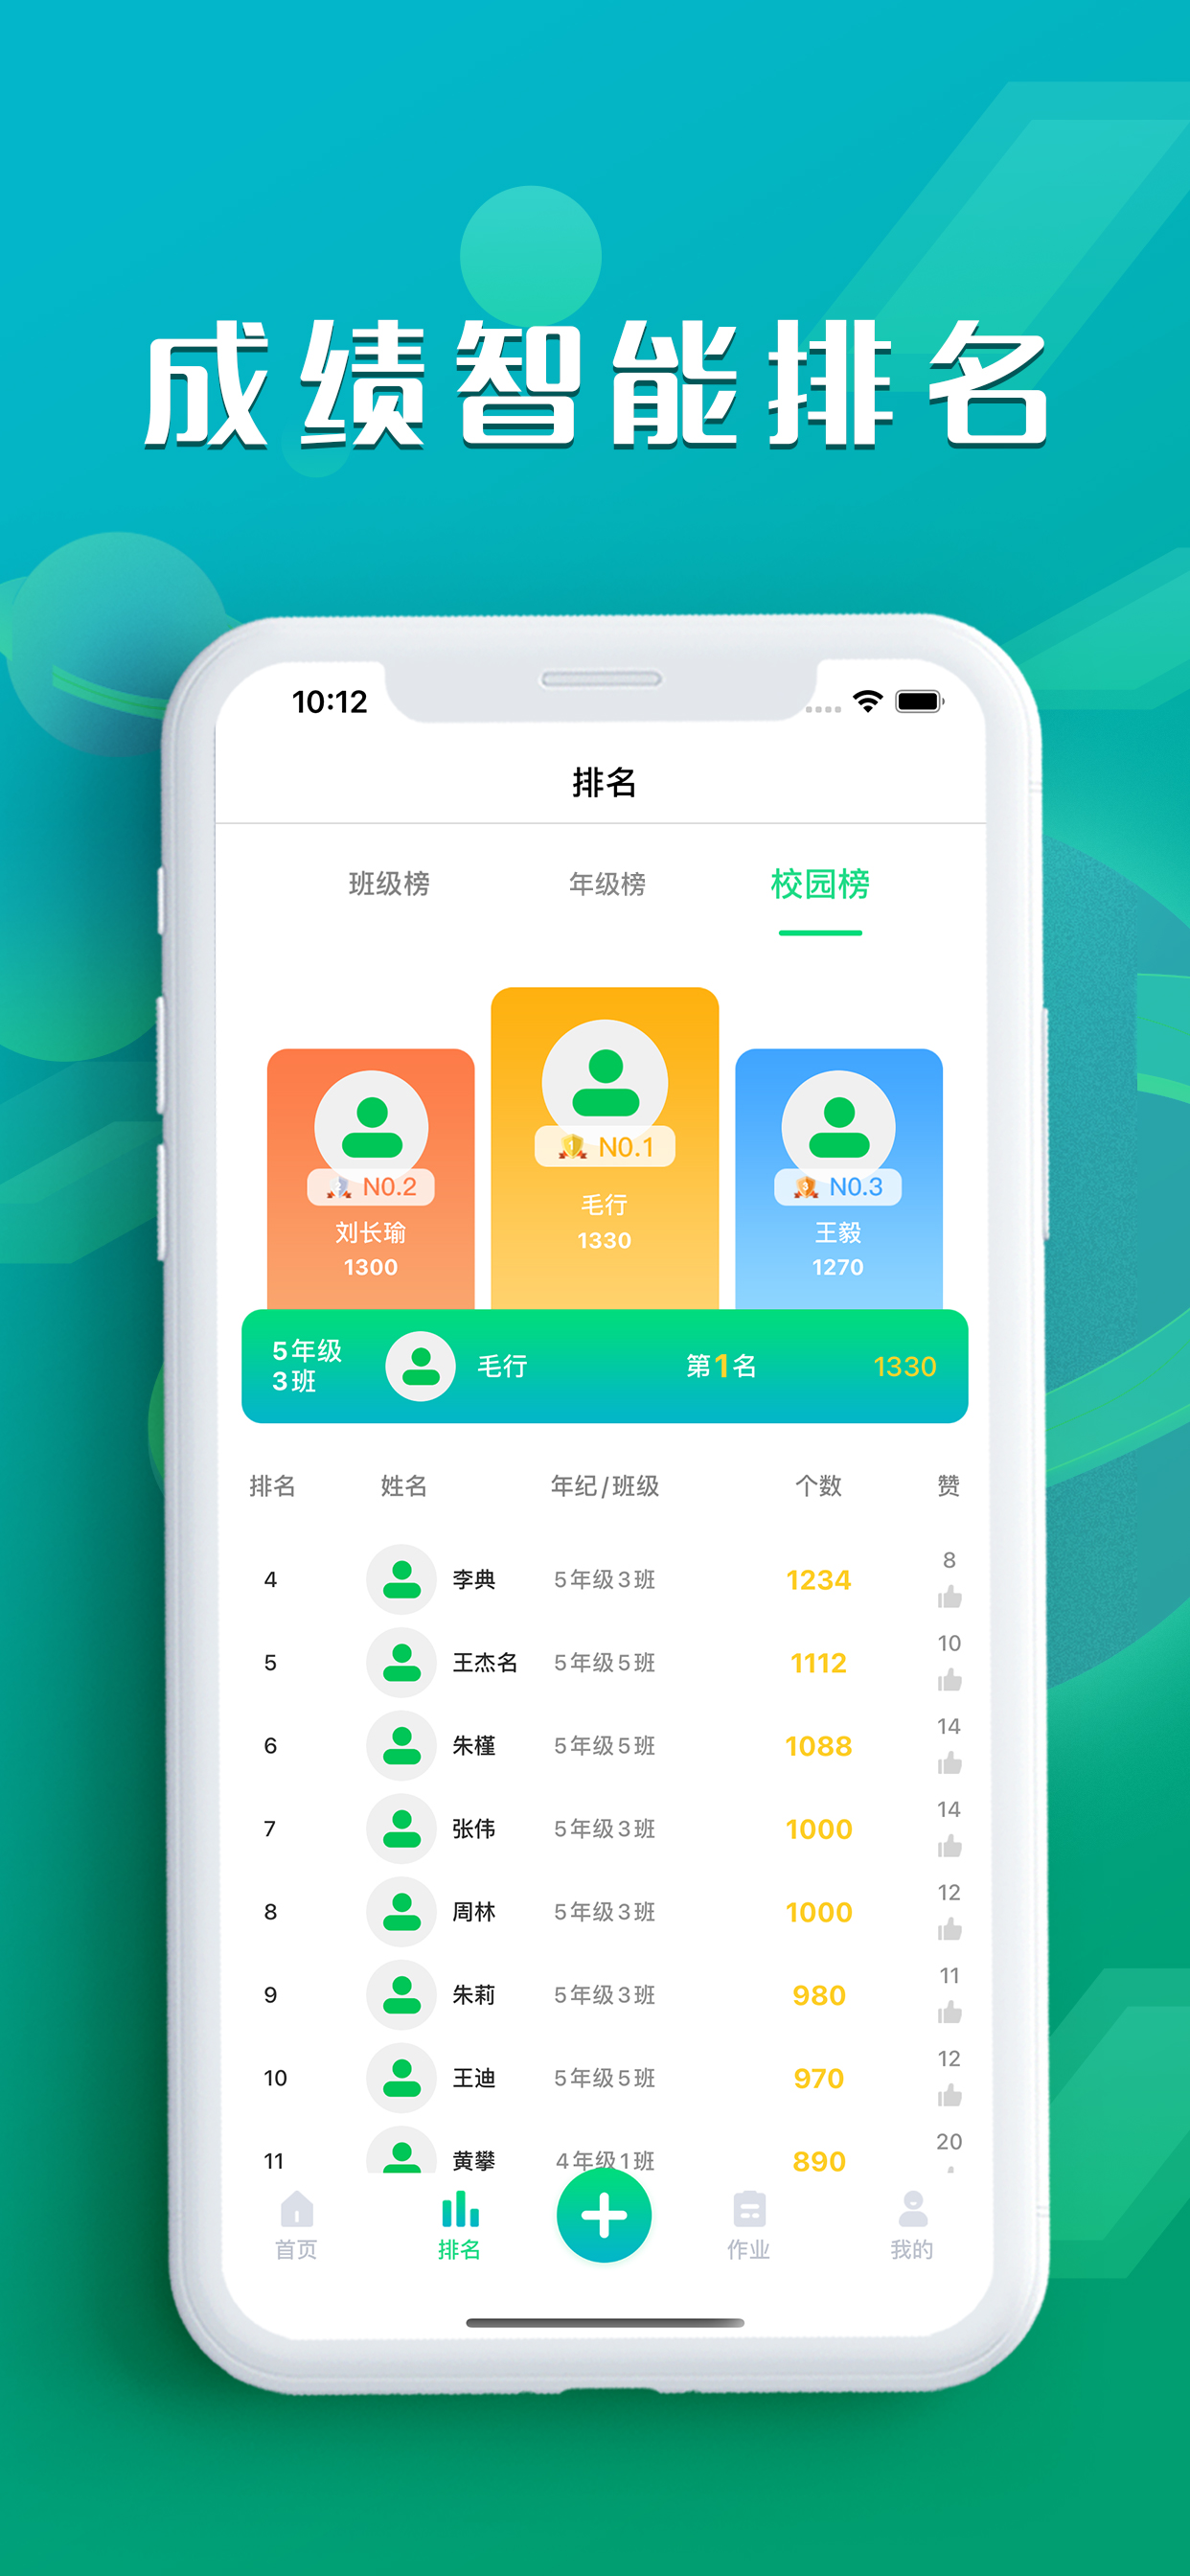 成绩智能排名
10:12
排名
班级榜 年级榜 校园榜
N0.1
毛行
1330
N0.2
刘长瑜
1300
N0.3
王毅
1270
5年级
3班
毛行 第1名 1330
排名 姓名 年纪/班级 个数 赞
4 李典 5年级3班 1234 8
5 王杰名 5年级5班 1112 10
6 朱槿 5年级5班 1088 14
7 张伟 5年级3班 1000 14
8 周林 5年级3班 1000 12
9 朱莉 5年级3班 980 11
10 王迪 5年级5班 970 12
11 黄攀 4年级1班 890 20
首页 排名 作业 我的